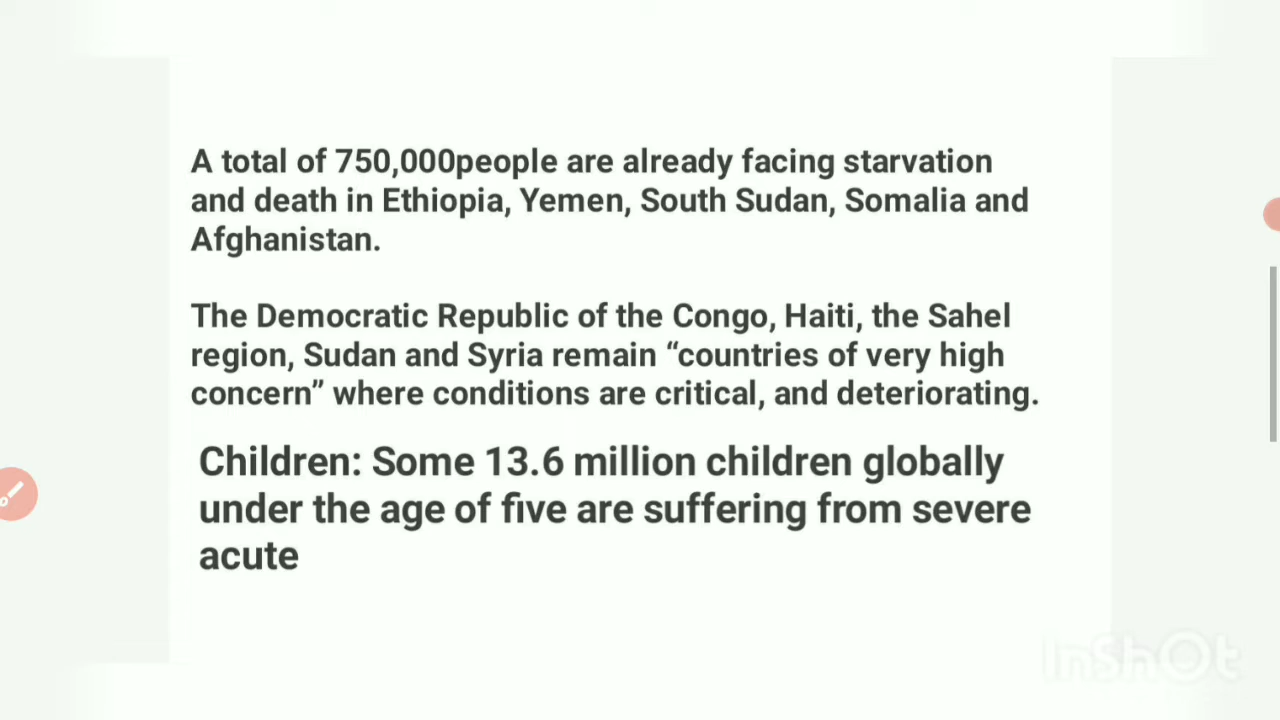 A total of 750,000people are already facing starvation
and death in Ethiopia, Yemen, South Sudan, Somalia and
Afghanistan.
The Democratic Republic of the Congo, Haiti, the Sahel
region, Sudan and Syria remain “countries of very high
concern” where conditions are critical, and deteriorating.
Children: Some 13.6 million children globally
under the age of five are suffering from severe
acute
InShOt